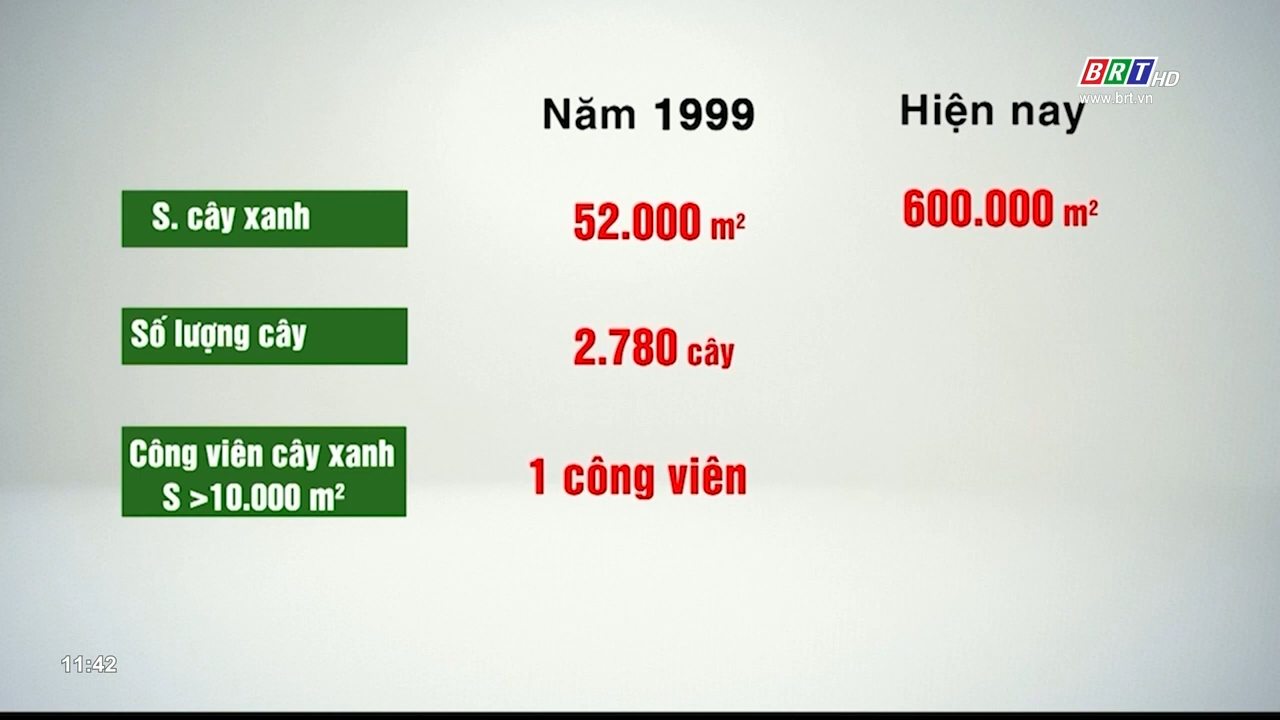 BRT HD
www.brt.vn
Năm 1999 Hiện nay
S. cây xanh 52.000 m² 600.000 m²
Số lượng cây 2.780 cây
Công viên cây xanh
S >10.000 m² 1 công viên
11:42